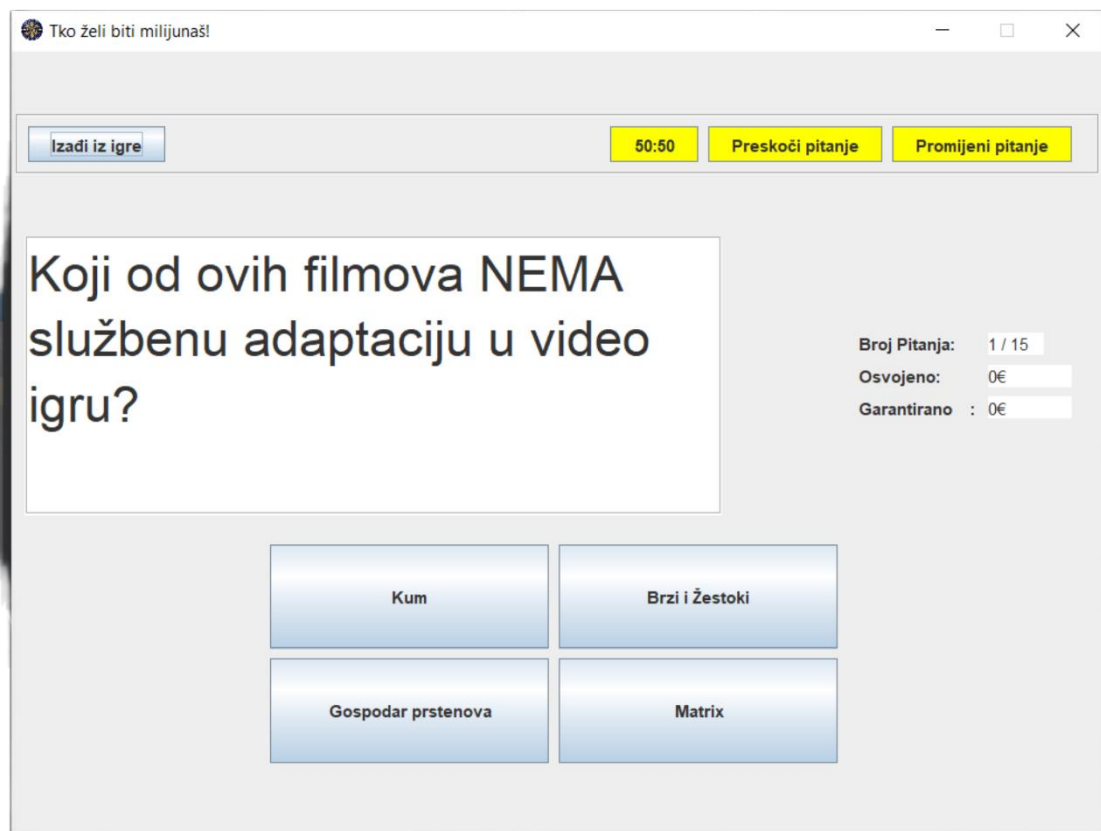 Tko želi biti milijunaš!
Izađi iz igre
50:50
Preskoči pitanje
Promijeni pitanje
Koji od ovih filmova NEMA
službenu adaptaciju u video
igru?
Broj Pitanja: 1 / 15
Osvojeno: 0€
Garantirano : 0€
Kum
Brzi i Žestoki
Gospodar prstenova
Matrix